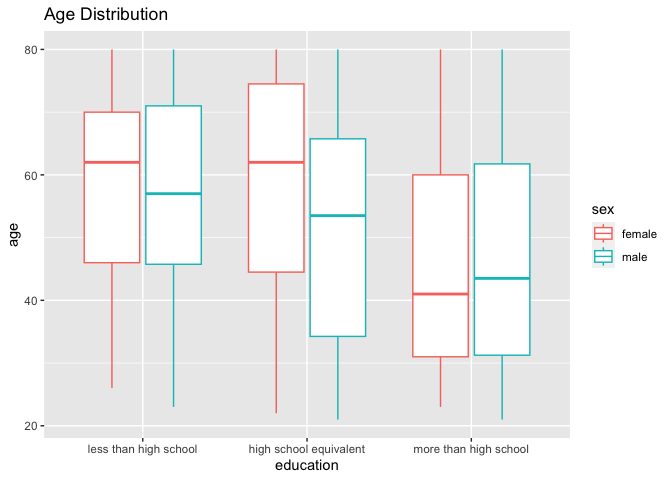 Age Distribution
80
60
40
20
age
less than high school
high school equivalent
more than high school
education
sex
female
male